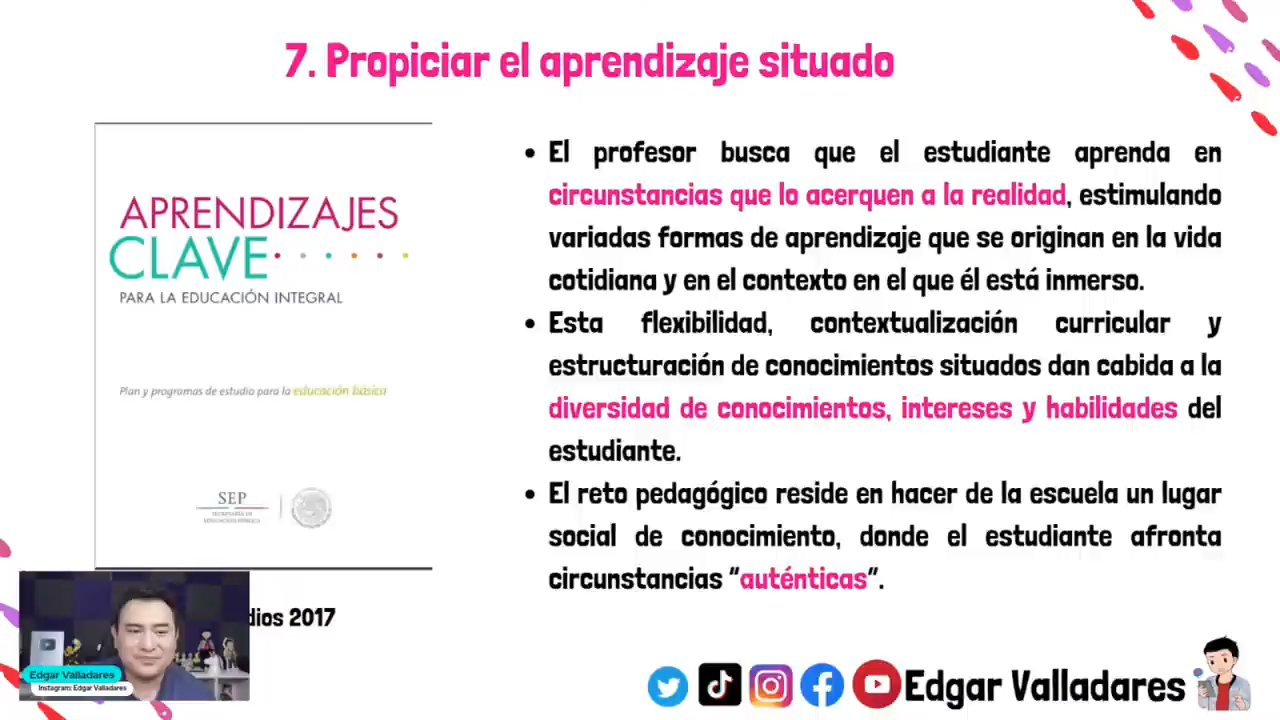 7. Propiciar el aprendizaje situado
APRENDIZAJES
CLAVE
PARA LA EDUCACIÓN INTEGRAL
Plan y programas de estudio para la educación básica
SEP
SECRETARÍA DE
EDUCACIÓN PÚBLICA
dios 2017
Edgar Valladares
Instagram: Edgar Valladares
• El profesor busca que el estudiante aprenda en
circunstancias que lo acerquen a la realidad, estimulando
variadas formas de aprendizaje que se originan en la vida
cotidiana y en el contexto en el que él está inmerso.
• Esta flexibilidad, contextualización curricular y
estructuración de conocimientos situados dan cabida a la
diversidad de conocimientos, intereses y habilidades del
estudiante.
• El reto pedagógico reside en hacer de la escuela un lugar
social de conocimiento, donde el estudiante afronta
circunstancias “auténticas”.
Edgar Valladares